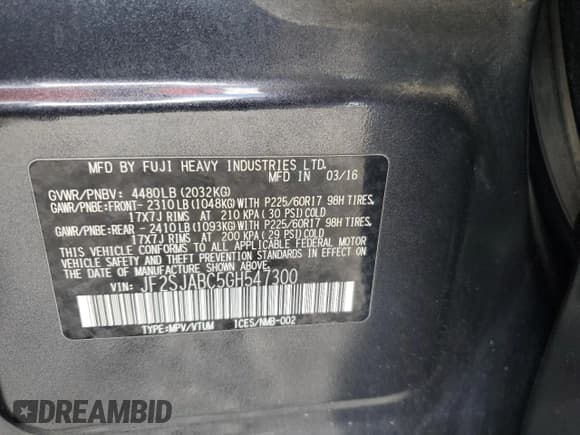 MFD BY FUJI HEAVY INDUSTRIES LTD.
MFD IN 03/16
GVWR/PNBV: 4480LB(2032KG)
GAWR/PNBE:FRONT-2310LB(1048KG)WITH P225/60R17 98H TIRES,
17X7J RIMS AT 210 KPA(30 PSI)COLD
GAWR/PNBE:REAR -2410LB(1093KG)WITH P225/60R17 98H TIRES,
17X7J RIMS AT 200 KPA(29 PSI)COLD
THIS VEHICLE CONFORMS TO ALL APPLICABLE FEDERAL MOTOR
VEHICLE SAFETY AND THEFT PREVENTION STANDARDS IN EFFECT ON
THE DATE OF MANUFACTURE SHOWN ABOVE.
VIN: JF2SJABC5GH547300
TYPE:MPV/VTUM ICES/NMB-002
DREAMBID